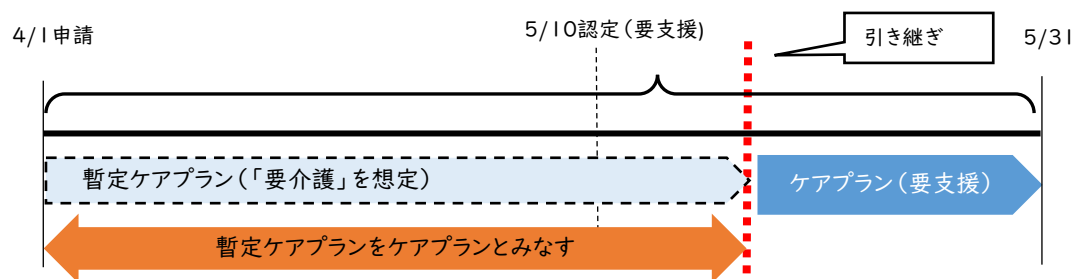 4/1申請
5/10認定(要支援)
引き継ぎ
5/31
暫定ケアプラン(「要介護」を想定)
ケアプラン(要支援)
暫定ケアプランをケアプランとみなす